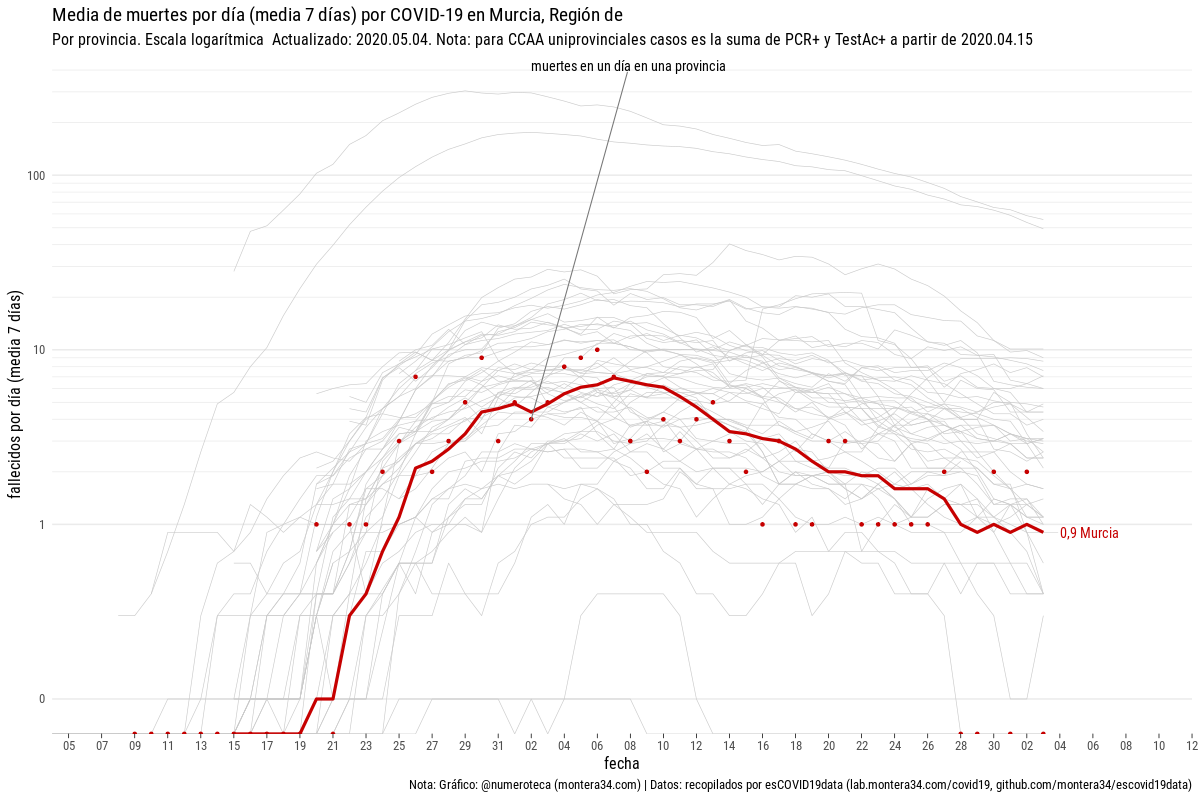 Media de muertes por día (media 7 días) por COVID-19 en Murcia, Región de
Por provincia. Escala logarítmica  Actualizado: 2020.05.04. Nota: para CCAA uniprovinciales casos es la suma de PCR+ y TestAc+ a partir de 2020.04.15
muertes en un día en una provincia
fallecidos por día (media 7 días)
100
10
1
0
0,9 Murcia
05 07 09 11 13 15 17 19 21 23 25 27 29 31 02 04 06 08 10 12 14 16 18 20 22 24 26 28 30 02 04 06 08 10 12
fecha
Nota: Gráfico: @numeroteca (montera34.com) | Datos: recopilados por esCOVID19data (lab.montera34.com/covid19, github.com/montera34/escovid19data)